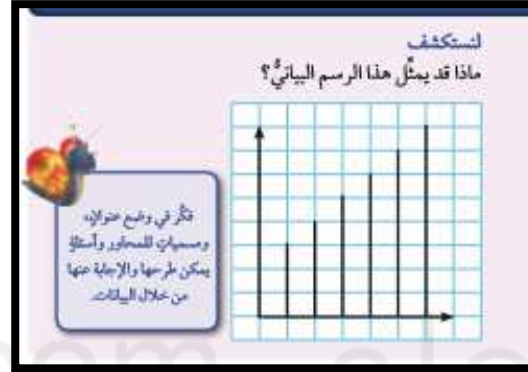 لنستكشف
ماذا قد يمثِّل هذا الرسم البيانيُّ؟
فكِّر في وضع عنوان
ومسميات للمحاور وأسئلة
يمكن طرحها والإجابة عنها
من خلال البيانات.